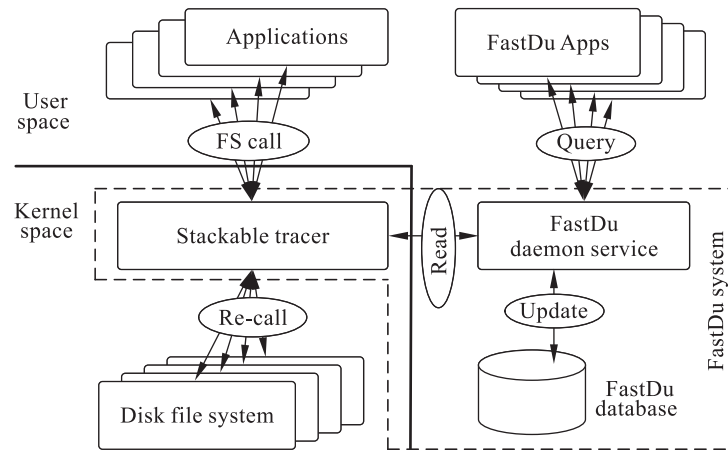 Applications
FastDu Apps
User
space
FS call
Query
Kernel
space
Stackable tracer
Read
FastDu
daemon service
Re-call
Update
FastDu system
Disk file system
FastDu
database